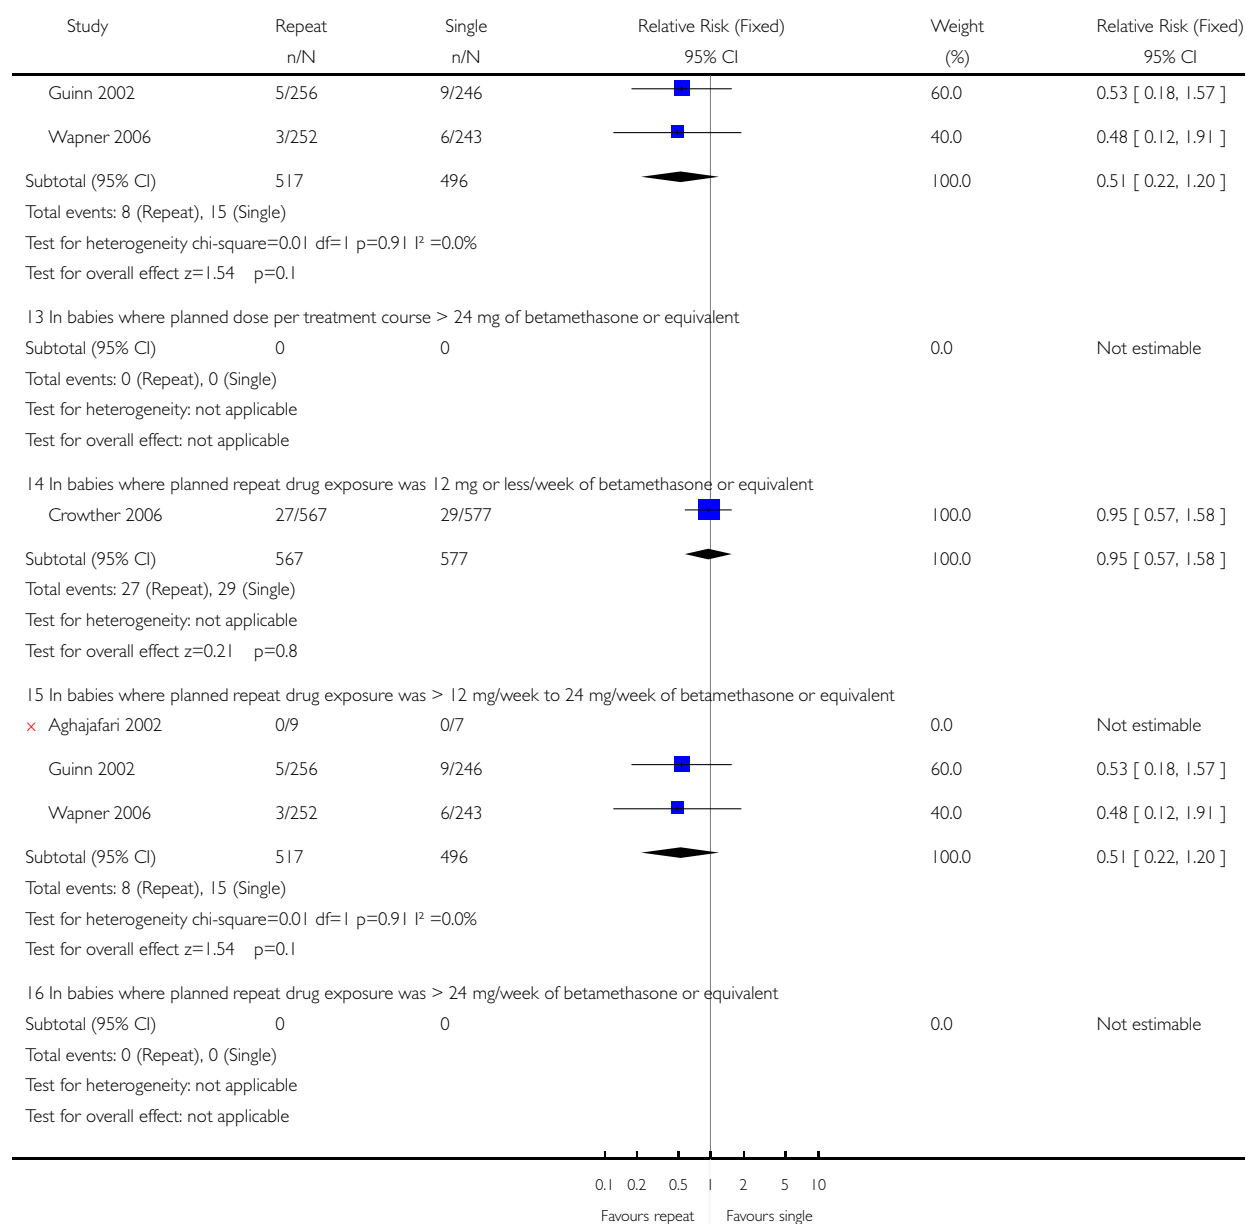 Study Repeat Single Relative Risk (Fixed) Weight Relative Risk (Fixed)
n/N n/N 95% CI (%) 95% CI
Guinn 2002 5/256 9/246 60.0 0.53 [ 0.18, 1.57 ]
Wapner 2006 3/252 6/243 40.0 0.48 [ 0.12, 1.91 ]
Subtotal (95% CI) 517 496 100.0 0.51 [ 0.22, 1.20 ]
Total events: 8 (Repeat), 15 (Single)
Test for heterogeneity chi-square=0.01 df=1 p=0.91 I² =0.0%
Test for overall effect z=1.54 p=0.1
13 In babies where planned dose per treatment course > 24 mg of betamethasone or equivalent
Subtotal (95% CI) 0 0 0.0 Not estimable
Total events: 0 (Repeat), 0 (Single)
Test for heterogeneity: not applicable
Test for overall effect: not applicable
14 In babies where planned repeat drug exposure was 12 mg or less/week of betamethasone or equivalent
Crowther 2006 27/567 29/577 100.0 0.95 [ 0.57, 1.58 ]
Subtotal (95% CI) 567 577 100.0 0.95 [ 0.57, 1.58 ]
Total events: 27 (Repeat), 29 (Single)
Test for heterogeneity: not applicable
Test for overall effect z=0.21 p=0.8
15 In babies where planned repeat drug exposure was > 12 mg/week to 24 mg/week of betamethasone or equivalent
× Aghajafari 2002 0/9 0/7 0.0 Not estimable
Guinn 2002 5/256 9/246 60.0 0.53 [ 0.18, 1.57 ]
Wapner 2006 3/252 6/243 40.0 0.48 [ 0.12, 1.91 ]
Subtotal (95% CI) 517 496 100.0 0.51 [ 0.22, 1.20 ]
Total events: 8 (Repeat), 15 (Single)
Test for heterogeneity chi-square=0.01 df=1 p=0.91 I² =0.0%
Test for overall effect z=1.54 p=0.1
16 In babies where planned repeat drug exposure was > 24 mg/week of betamethasone or equivalent
Subtotal (95% CI) 0 0 0.0 Not estimable
Total events: 0 (Repeat), 0 (Single)
Test for heterogeneity: not applicable
Test for overall effect: not applicable
0.1 0.2 0.5 1 2 5 10
Favours repeat Favours single